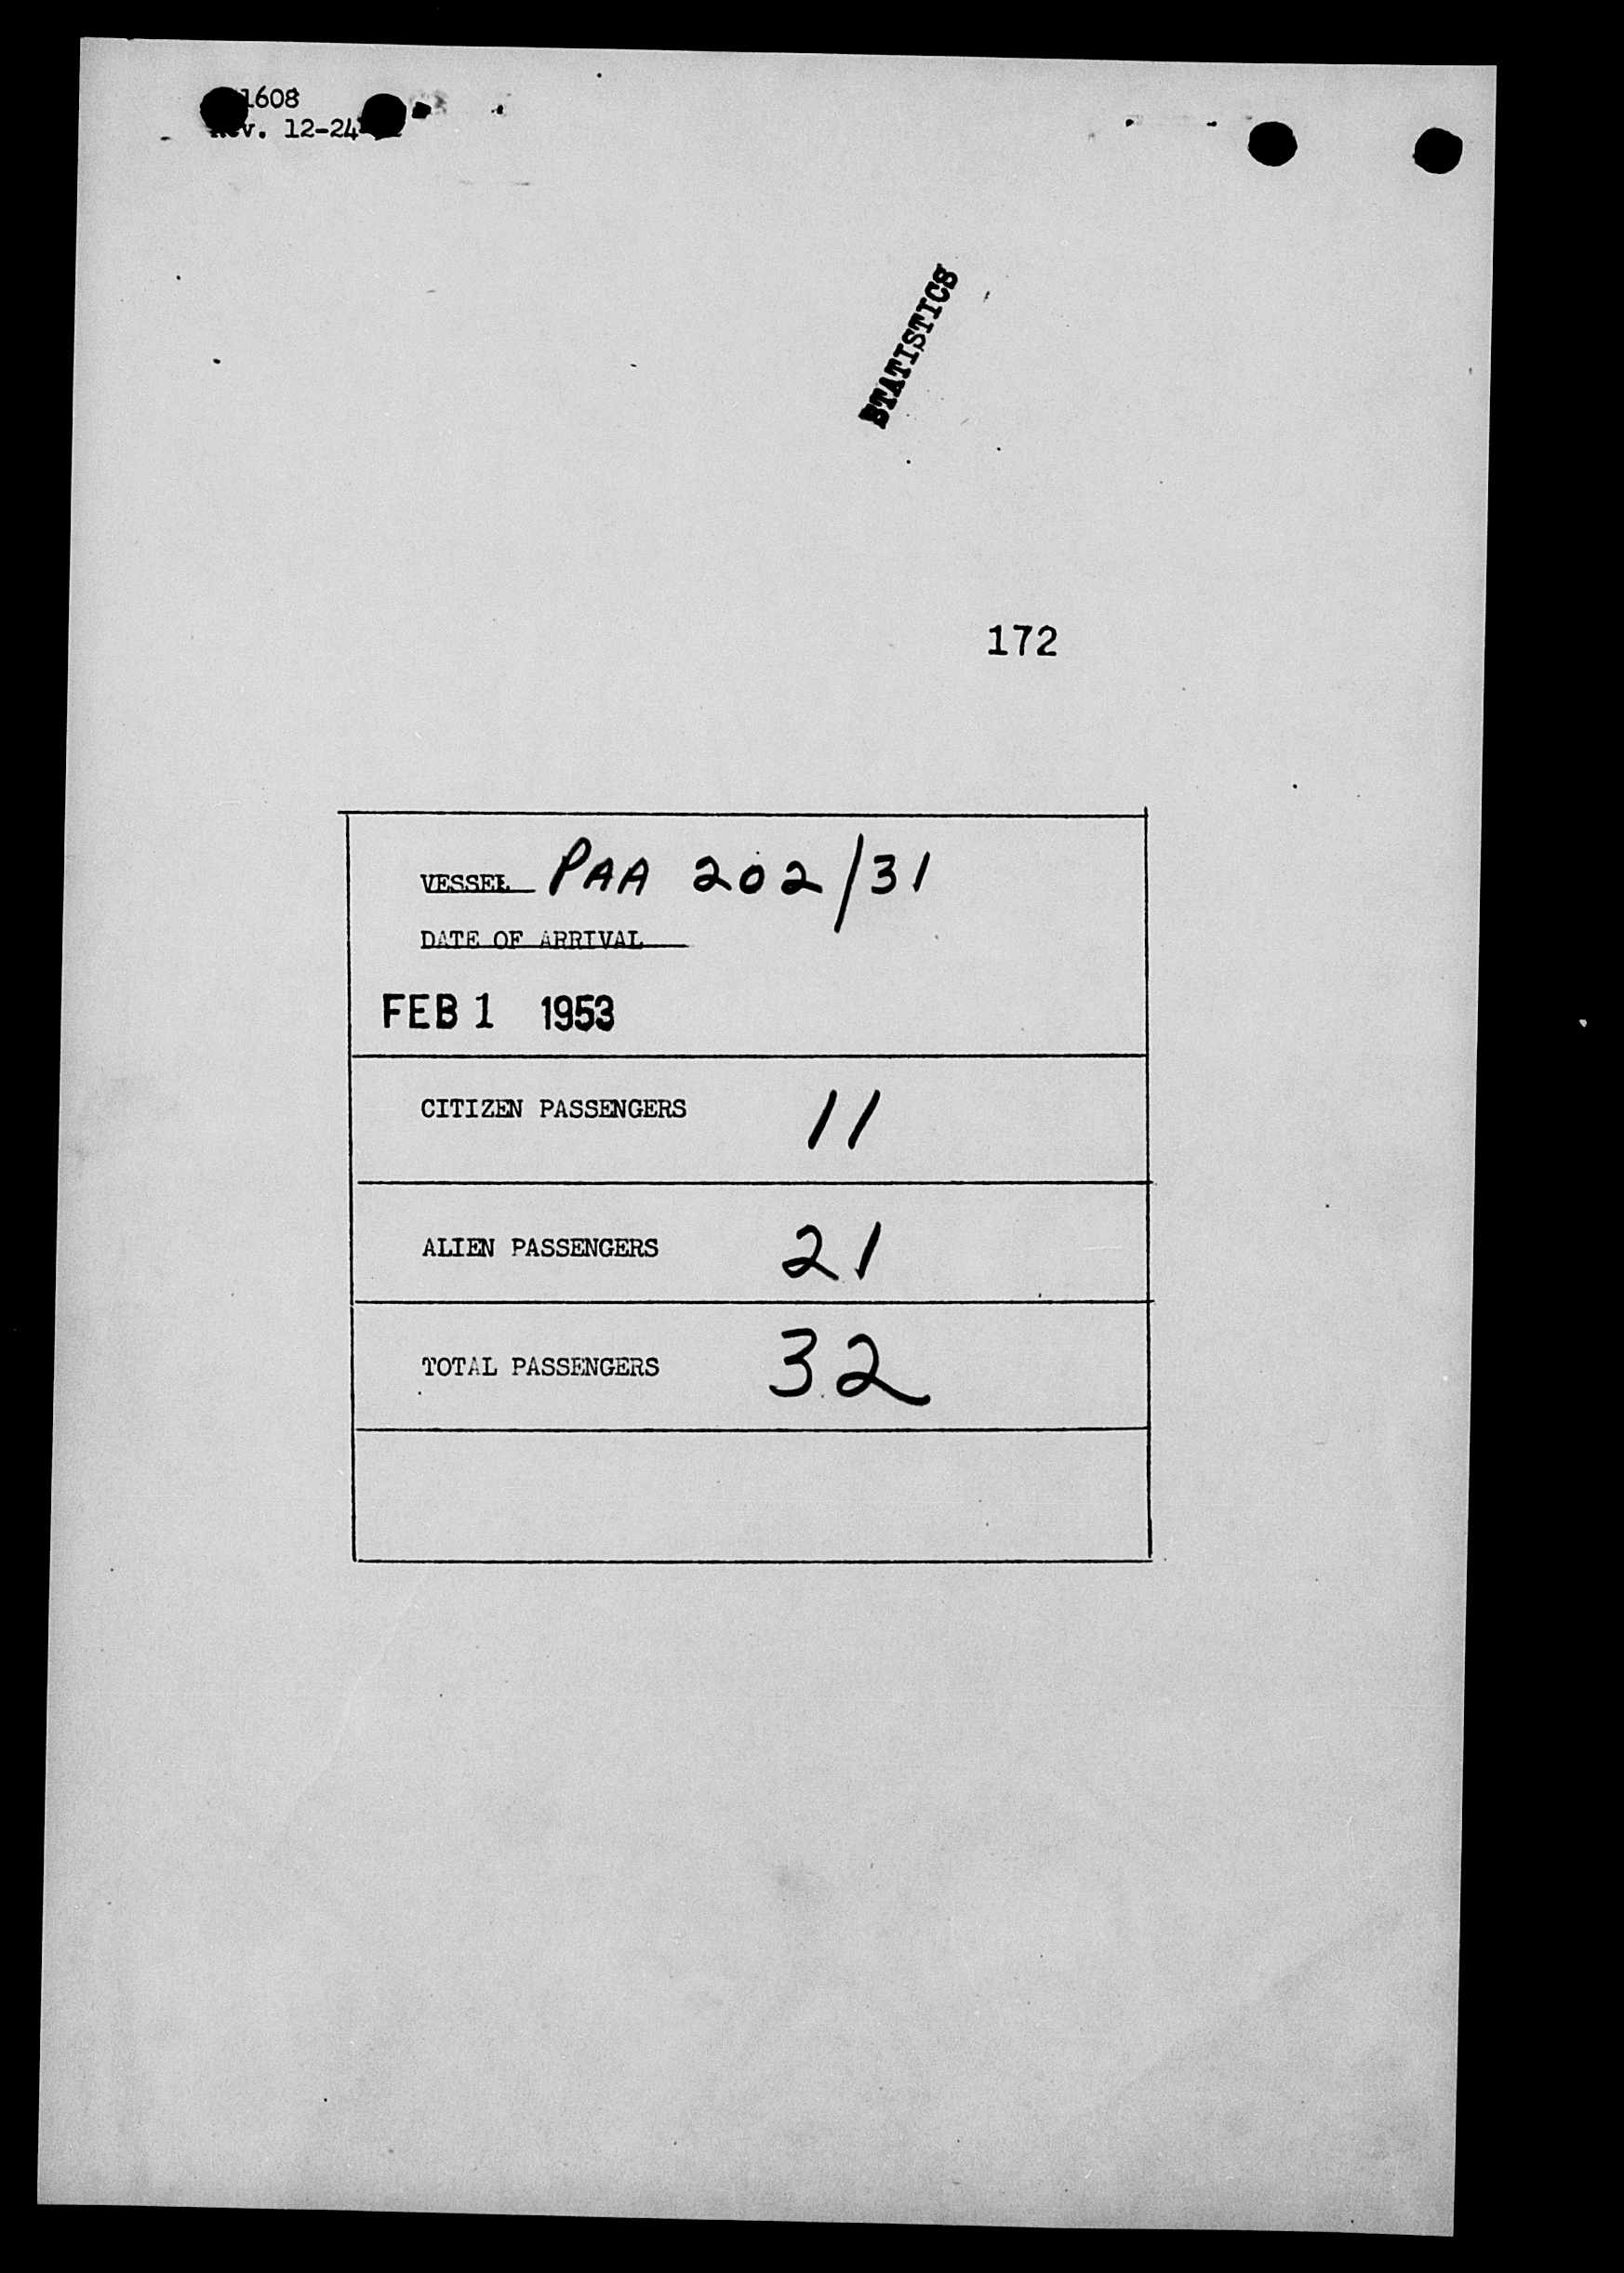 1608
12-24
STATISTICS
172
VESSEL PAA 202/31
DATE OF ARRIVAL
FEB 1 1953
CITIZEN PASSENGERS 11
ALIEN PASSENGERS 21
TOTAL PASSENGERS 32